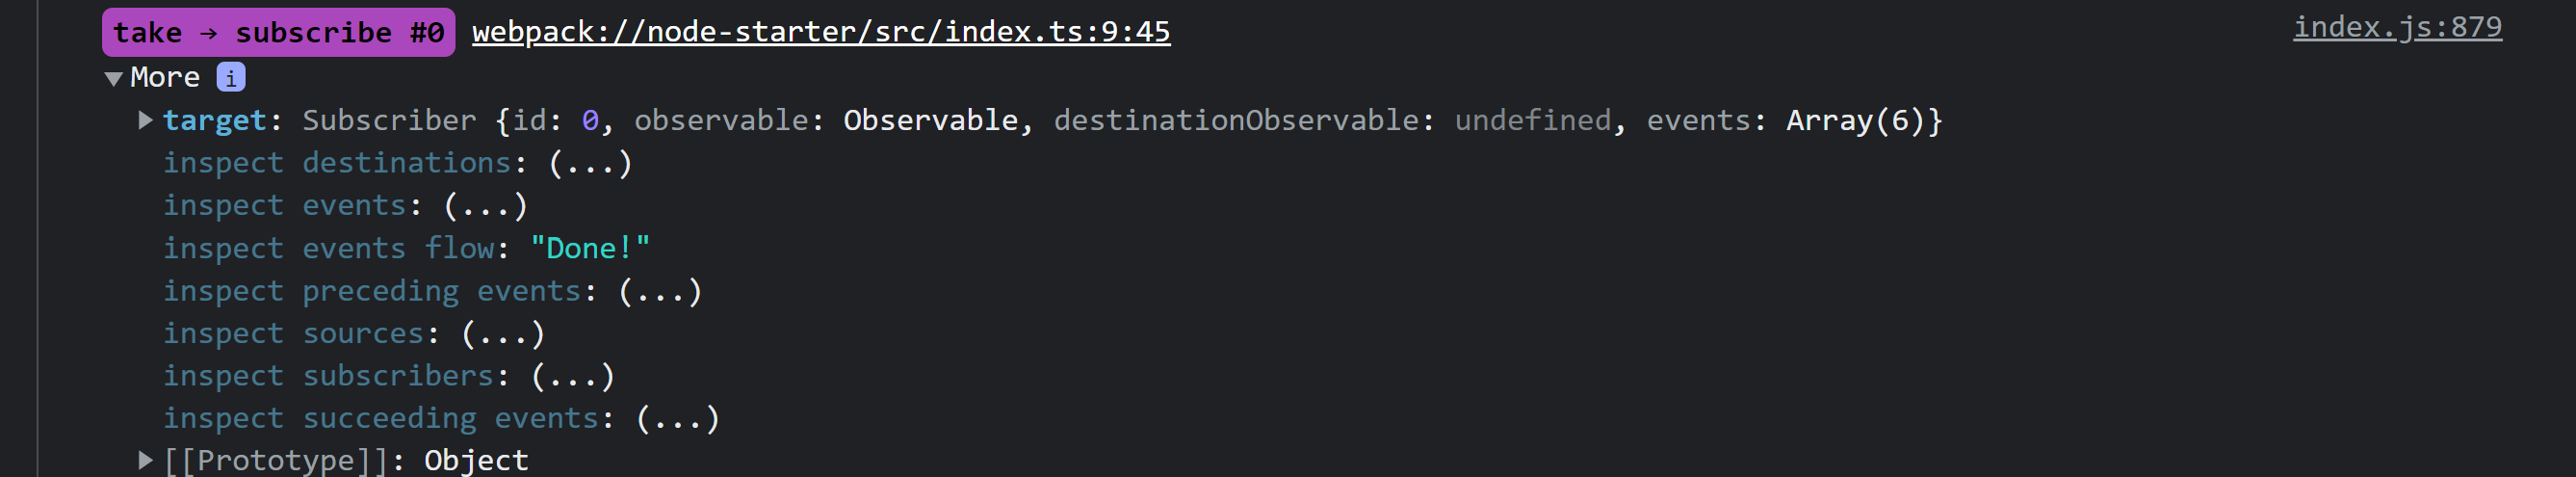 take → subscribe #0 webpack://node-starter/src/index.ts:9:45 index.js:879
▼More i
▶target: Subscriber {id: 0, observable: Observable, destinationObservable: undefined, events: Array(6)}
inspect destinations: (...)
inspect events: (...)
inspect events flow: "Done!"
inspect preceding events: (...)
inspect sources: (...)
inspect subscribers: (...)
inspect succeeding events: (...)
▶[[Prototype]]: Object